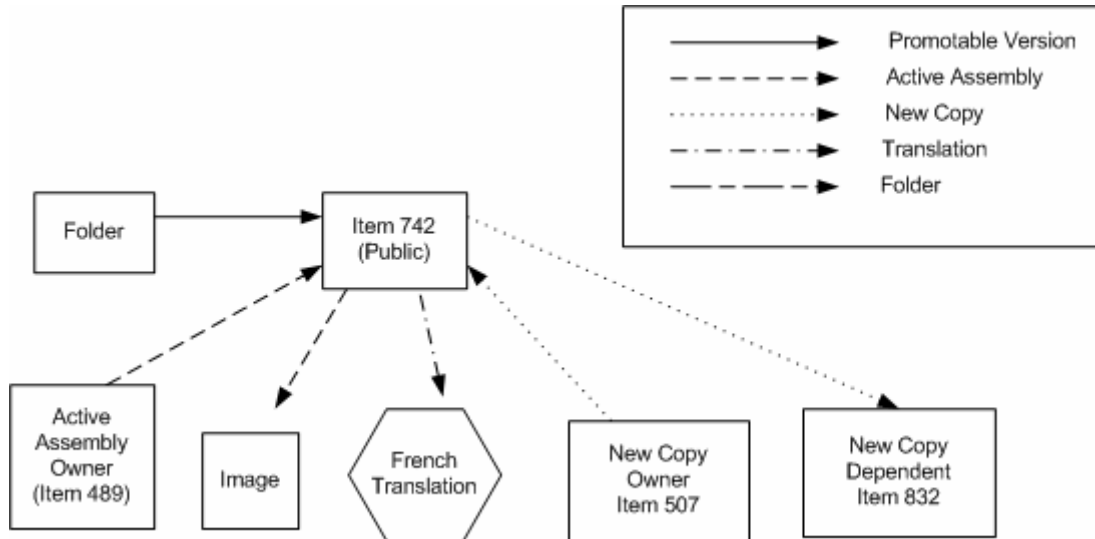 Promotable Version
Active Assembly
New Copy
Translation
Folder
Folder
Item 742
(Public)
Active
Assembly
Owner
(Item 489)
Image
French
Translation
New Copy
Owner
Item 507
New Copy
Dependent
Item 832